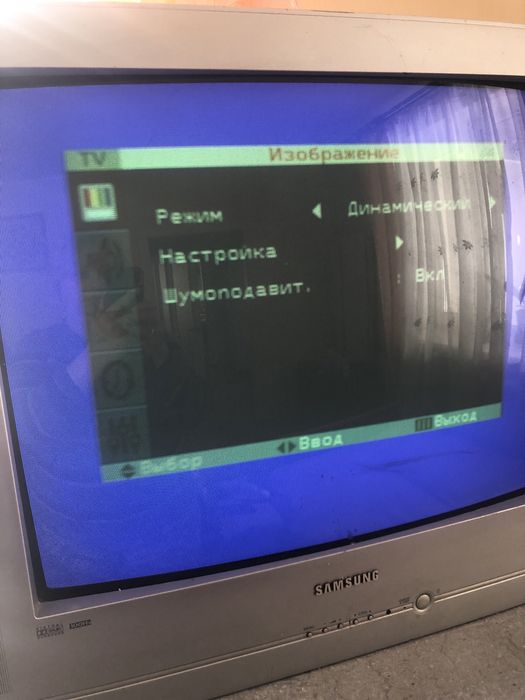 TV Изображение
Режим Динамический
Настройка
Шумоподавит. : Вкл
Выбор Ввод Выход
SAMSUNG